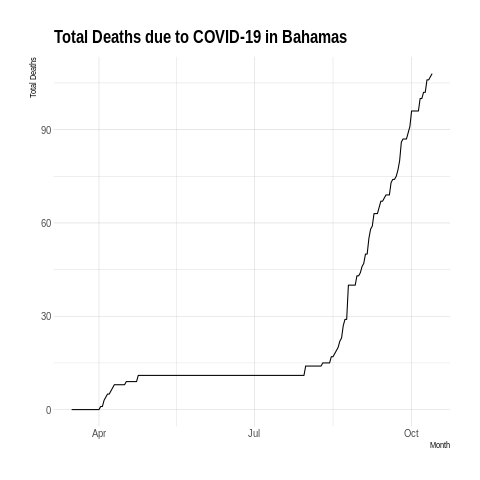 Total Deaths due to COVID-19 in Bahamas
Total Deaths
90
60
30
0
Apr
Jul
Oct
Month